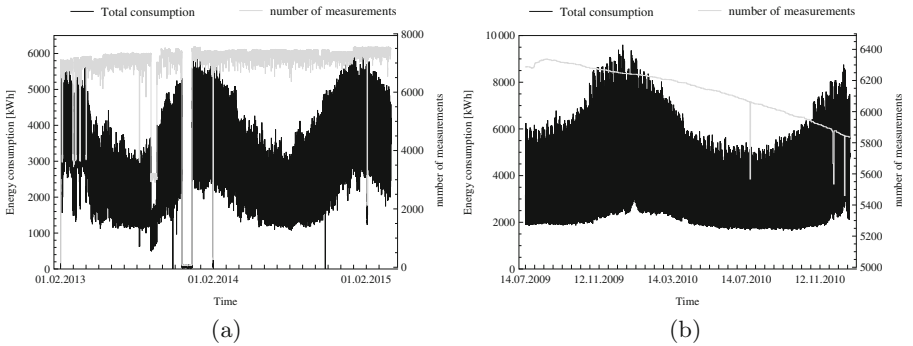 Total consumption number of measurements
Energy consumption [kWh]
6000
5000
4000
3000
2000
1000
0
8000
6000
4000
2000
0
number of measurements
01.02.2013 01.02.2014 01.02.2015
Time
(a)
Total consumption number of measurements
Energy consumption [kWh]
10 000
8000
6000
4000
2000
0
6400
6200
6000
5800
5600
5400
5200
5000
number of measurements
14.07.2009 12.11.2009 14.03.2010 14.07.2010 12.11.2010
Time
(b)